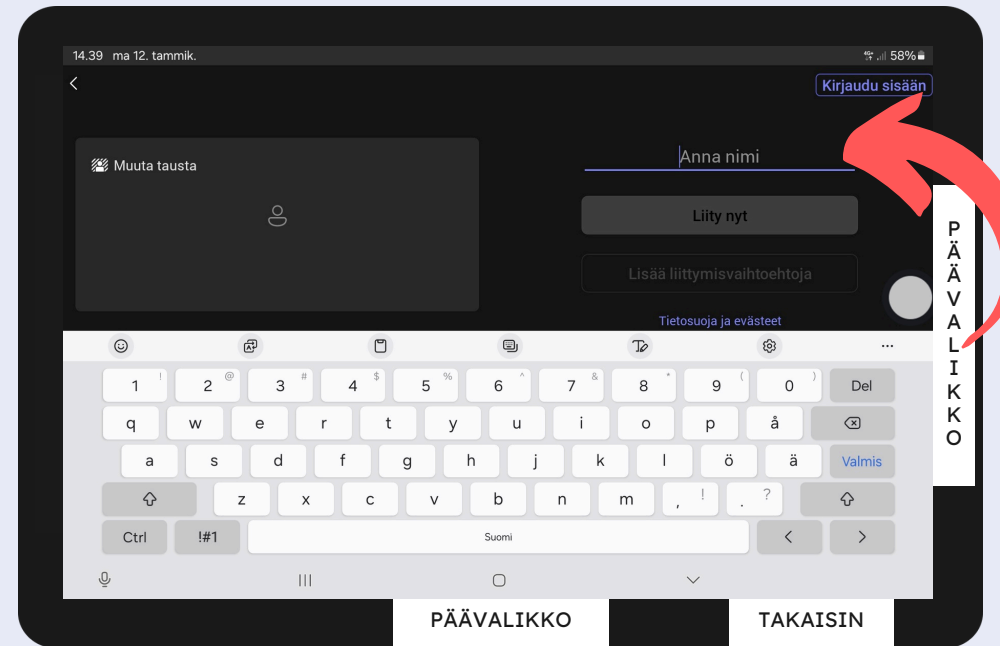 14.39 ma 12. tammik.
4G+ 58%
Kirjaudu sisään
Muuta tausta
Anna nimi
Liity nyt
Lisää liittymisvaihtoehtoja
Tietosuoja ja evästeet
PÄÄVALIKKO
1 ! 2 @ 3 # 4 $ 5 % 6 ^ 7 & 8 * 9 ( 0 ) Del
q w e r t y u i o p å
a s d f g h j k l ö ä Valmis
z x c v b n m , ! . ?
Ctrl !#1 Suomi < >
PÄÄVALIKKO TAKAISIN